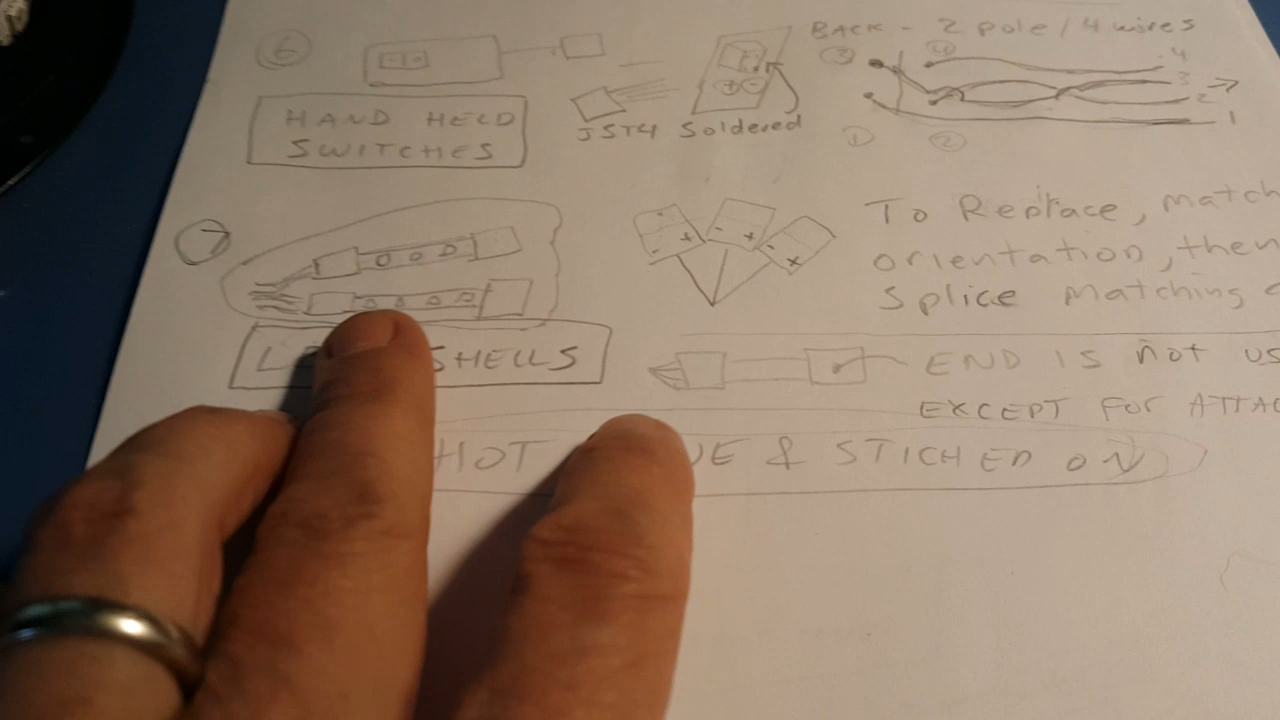 6
BACK - 2 pole / 4 wires
3 4 4
3
2
1
1 2
HAND HELD
SWITCHES
JST4 Soldered
7
To Replace, match
orientation, then
splice matching
SHELLS
END IS not
EXCEPT FOR
HOT & STICHED ON